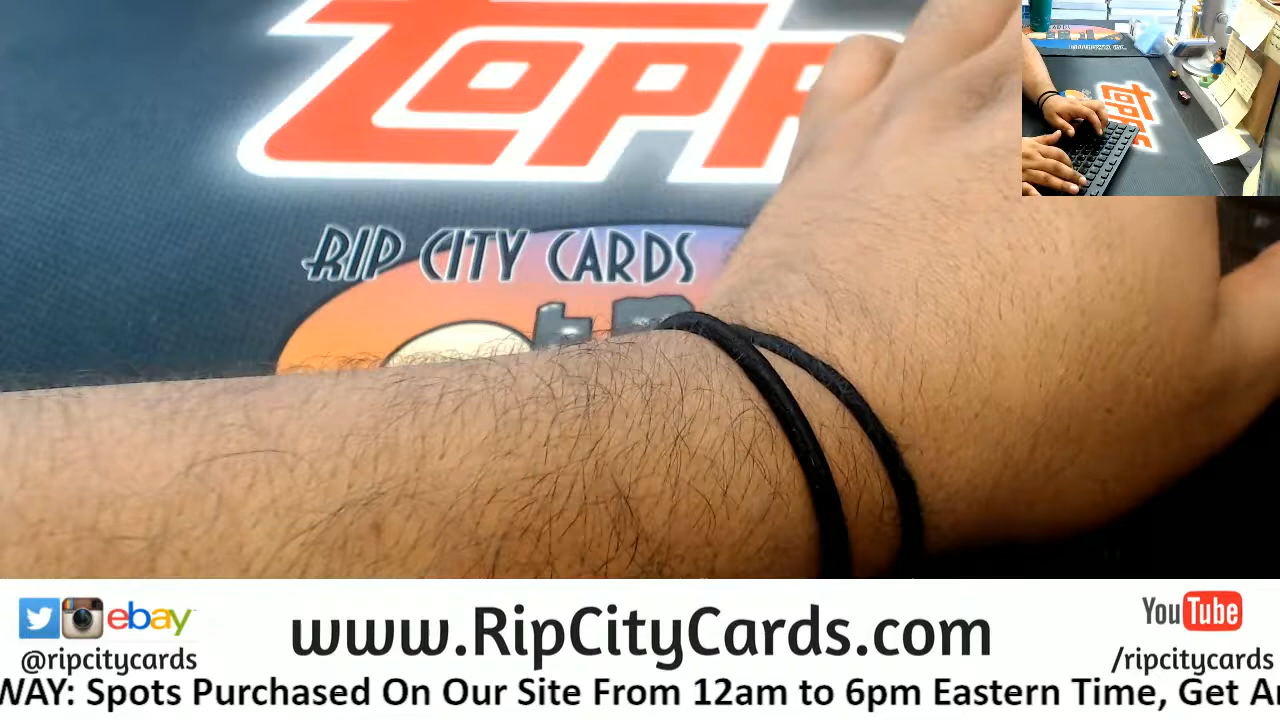 TOPP
RIP CITY CARDS
TOPPS
ebay
www.RipCityCards.com
YouTube
@ripcitycards
/ripcitycards
WAY: Spots Purchased On Our Site From 12am to 6pm Eastern Time, Get A